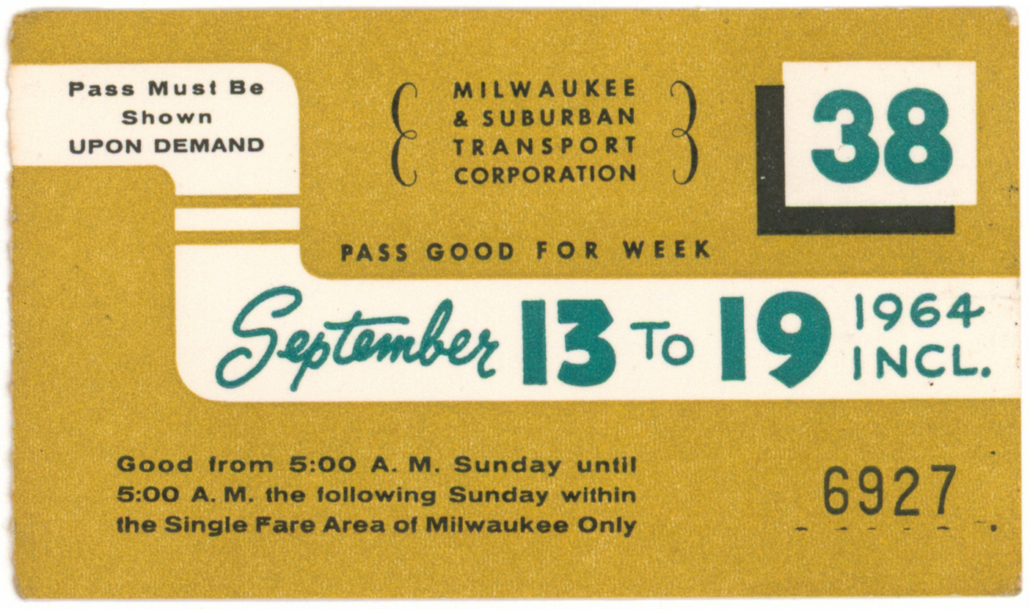 Pass Must Be
Shown
UPON DEMAND
MILWAUKEE
& SUBURBAN
TRANSPORT
CORPORATION
38
PASS GOOD FOR WEEK
September 13 TO 19 1964
INCL.
Good from 5:00 A. M. Sunday until
5:00 A. M. the following Sunday within
the Single Fare Area of Milwaukee Only
6927